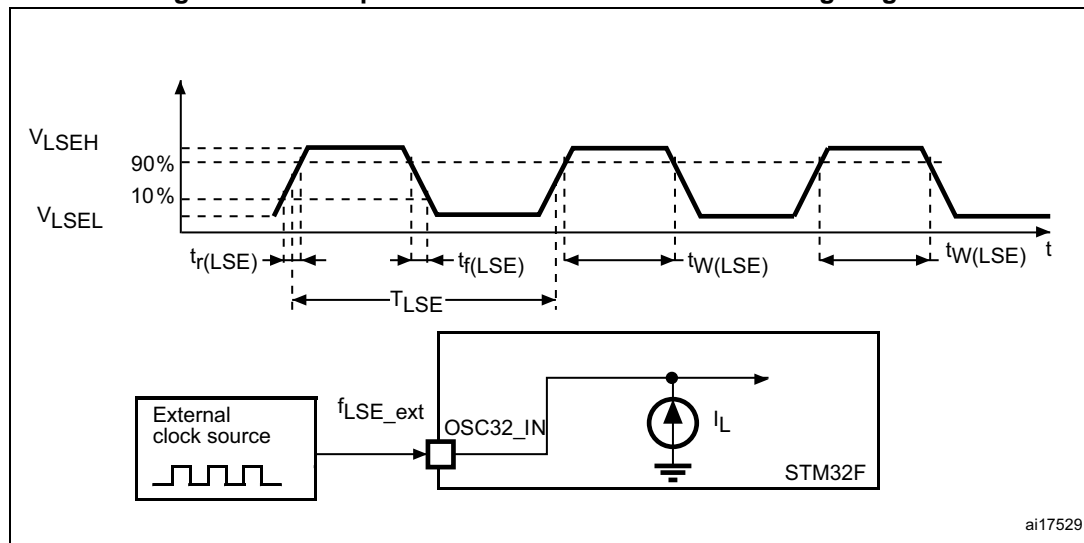 VLSEH
90%
10%
VLSEL
tr(LSE)
tf(LSE)
tW(LSE)
tW(LSE)
t
TLSE
External
clock source
fLSE_ext
OSC32_IN
IL
STM32F
ai17529